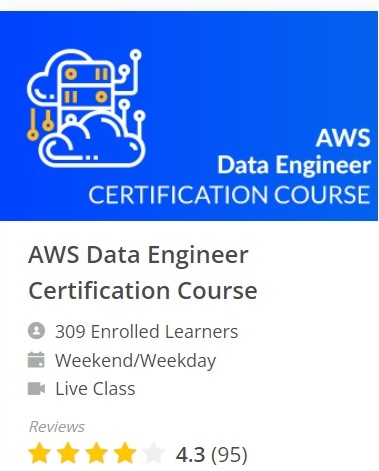 AWS
Data Engineer
CERTIFICATION COURSE
AWS Data Engineer
Certification Course
309 Enrolled Learners
Weekend/Weekday
Live Class
Reviews
4.3 (95)